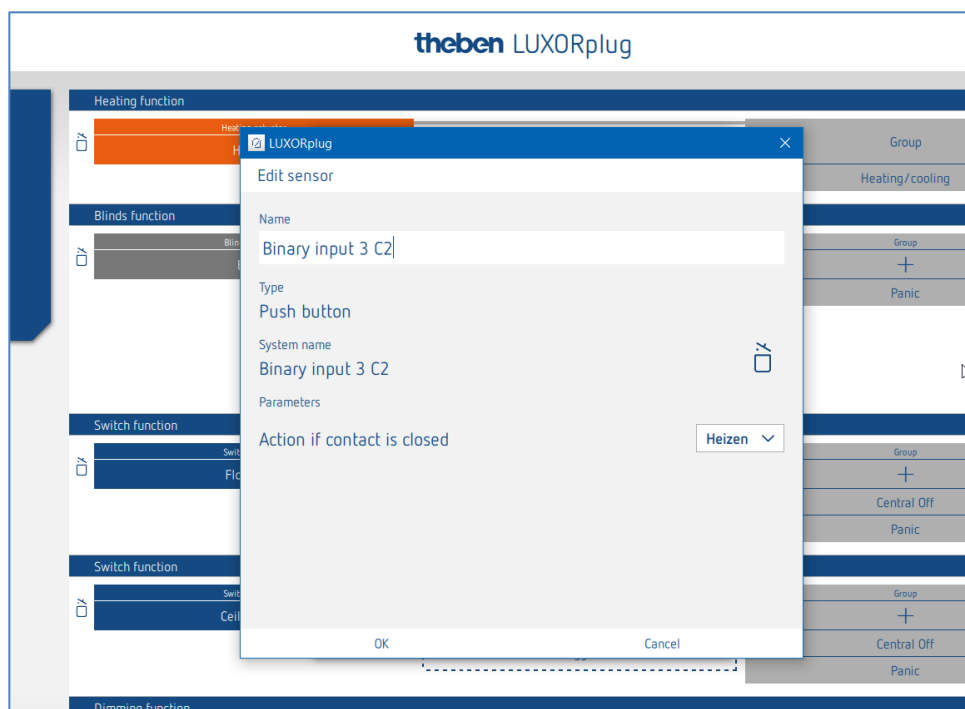 theben LUXORplug
Heating function
Group
Heating/cooling
LUXORplug
Edit sensor
Name
Binary input 3 C2
Type
Push button
System name
Binary input 3 C2
Parameters
Action if contact is closed
Heizen
OK
Cancel
Blinds function
Group
Panic
Switch function
Group
Central Off
Panic
Switch function
Group
Central Off
Panic
Dimming function